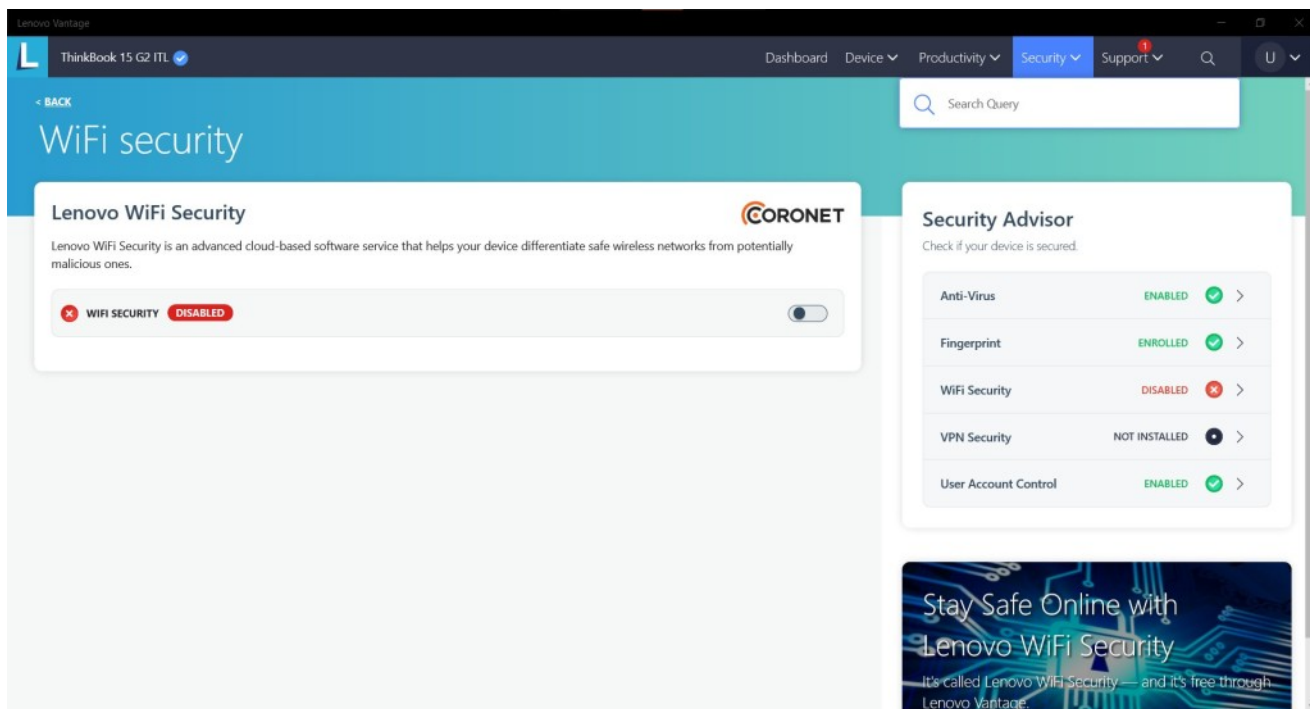 Lenovo Vantage
L
ThinkBook 15 G2 ITL
Dashboard Device Productivity Security Support 1 U
< BACK
Search Query
WiFi security
Lenovo WiFi Security
CORONET
Lenovo WiFi Security is an advanced cloud-based software service that helps your device differentiate safe wireless networks from potentially
malicious ones.
WIFI SECURITY DISABLED
Security Advisor
Check if your device is secured.
Anti-Virus ENABLED
Fingerprint ENROLLED
WiFi Security DISABLED
VPN Security NOT INSTALLED
User Account Control ENABLED
Stay Safe Online with
Lenovo WiFi Security
It's called Lenovo WiFi Security — and it's free through
Lenovo Vantage.